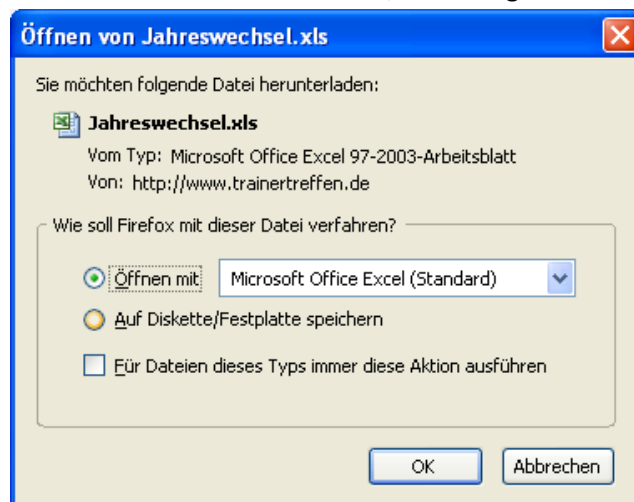 Öffnen von Jahreswechsel.xls
Sie möchten folgende Datei herunterladen:
Jahreswechsel.xls
Vom Typ: Microsoft Office Excel 97-2003-Arbeitsblatt
Von: http://www.trainertreffen.de
Wie soll Firefox mit dieser Datei verfahren?
Öffnen mit Microsoft Office Excel (Standard)
Auf Diskette/Festplatte speichern
Für Dateien dieses Typs immer diese Aktion ausführen
OK Abbrechen